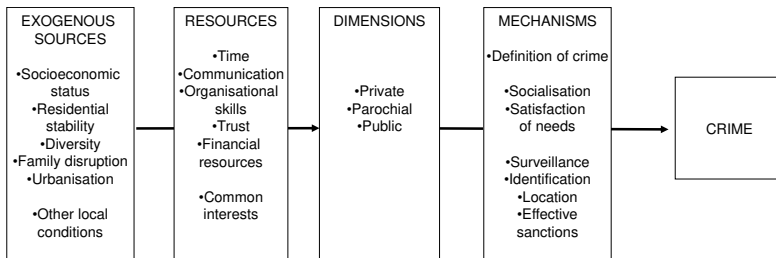 EXOGENOUS
SOURCES
•Socioeconomic
status
•Residential
stability
•Diversity
•Family disruption
•Urbanisation
•Other local
conditions
RESOURCES
•Time
•Communication
•Organisational
skills
•Trust
•Financial
resources
•Common
interests
DIMENSIONS
•Private
•Parochial
•Public
MECHANISMS
•Definition of crime
•Socialisation
•Satisfaction
of needs
•Surveillance
•Identification
•Location
•Effective
sanctions
CRIME